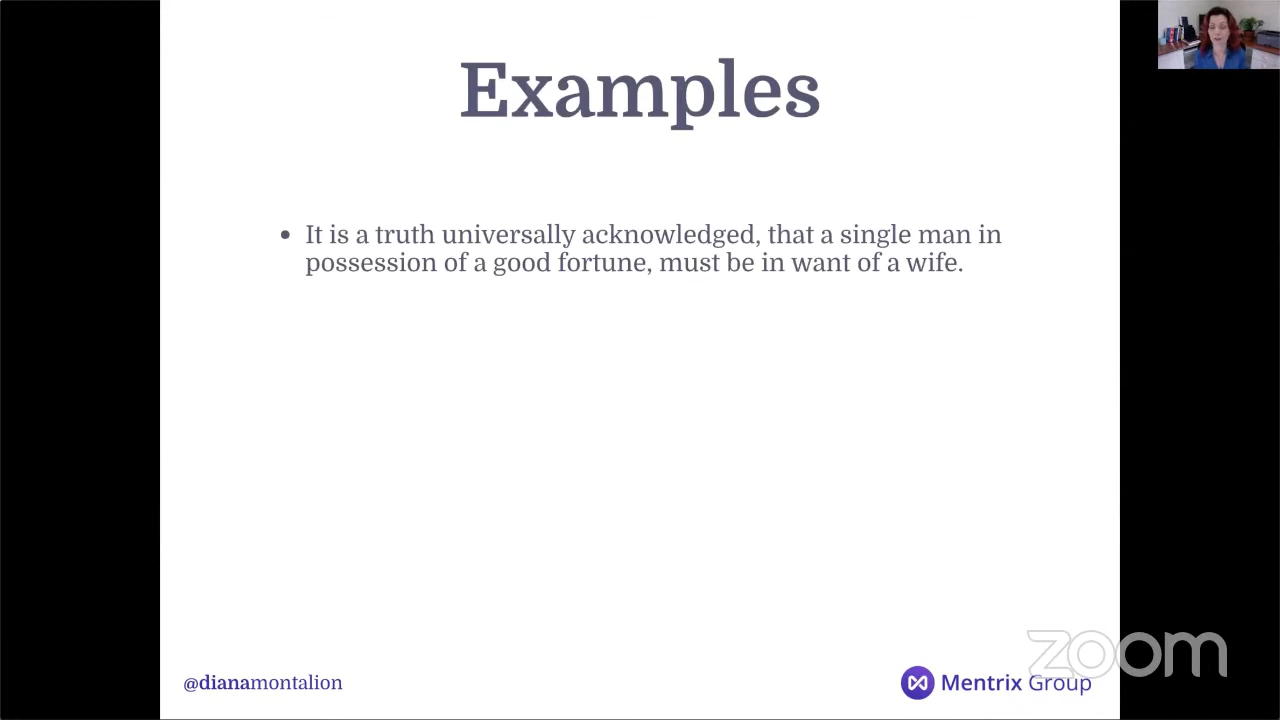 Examples
• It is a truth universally acknowledged, that a single man in
possession of a good fortune, must be in want of a wife.
@dianamontalion
Mentrix Group
zoom